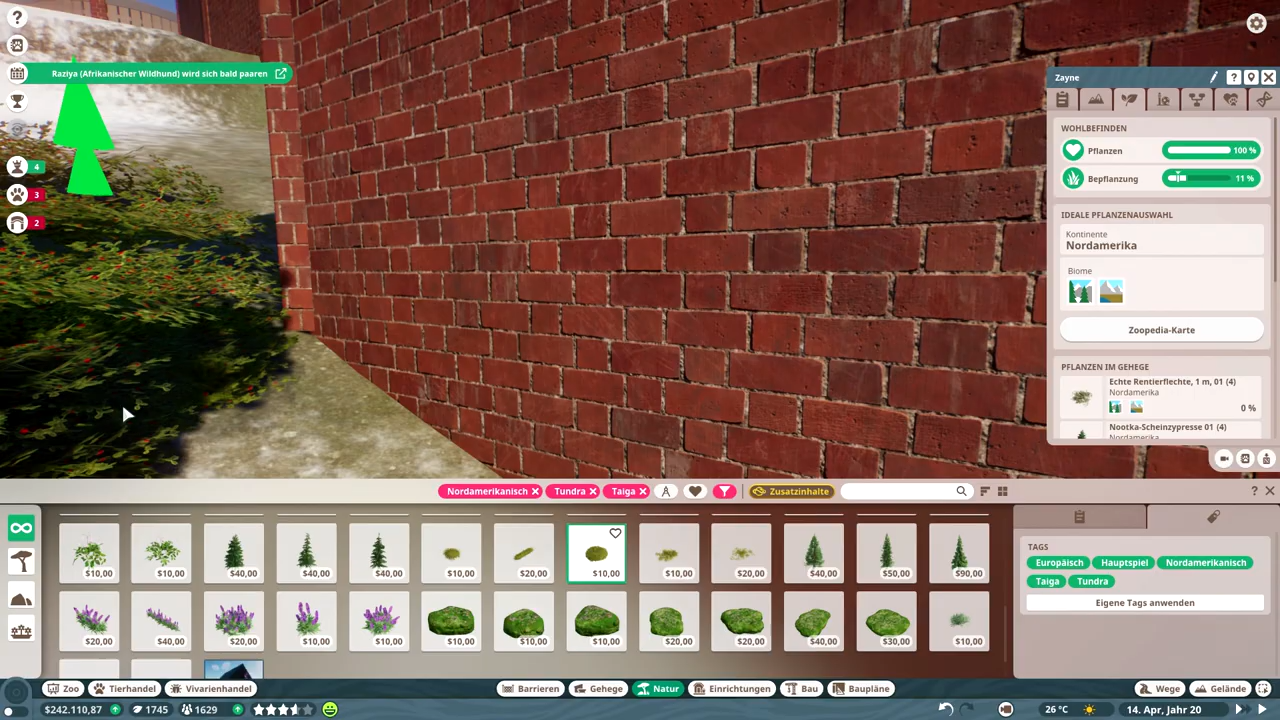 Raziya (Afrikanischer Wildhund) wird sich bald paaren
4
3
2
Zayne
WOHLBEFINDEN
Pflanzen 100 %
Bepflanzung 11 %
IDEALE PFLANZENAUSWAHL
Kontinente
Nordamerika
Biome
Zoopedia-Karte
PFLANZEN IM GEHEGE
Echte Rentierflechte, 1 m, 01 (4)
Nordamerika
0 %
Nootka-Scheinzypresse 01 (4)
Nordamerika
Nordamerikanisch Tundra Taiga Zusatzinhalte
$10,00 $10,00 $40,00 $40,00 $40,00 $10,00 $20,00 $10,00 $10,00 $20,00 $40,00 $50,00 $90,00
$20,00 $40,00 $20,00 $10,00 $10,00 $10,00 $10,00 $10,00 $20,00 $20,00 $40,00 $30,00 $10,00
TAGS
Europäisch Hauptspiel Nordamerikanisch
Taiga Tundra
Eigene Tags anwenden
Zoo Tierhandel Vivarienhandel Barrieren Gehege Natur Einrichtungen Bau Baupläne Wege Gelände
$242.110,87 1745 1629 26 °C 14. Apr, Jahr 20